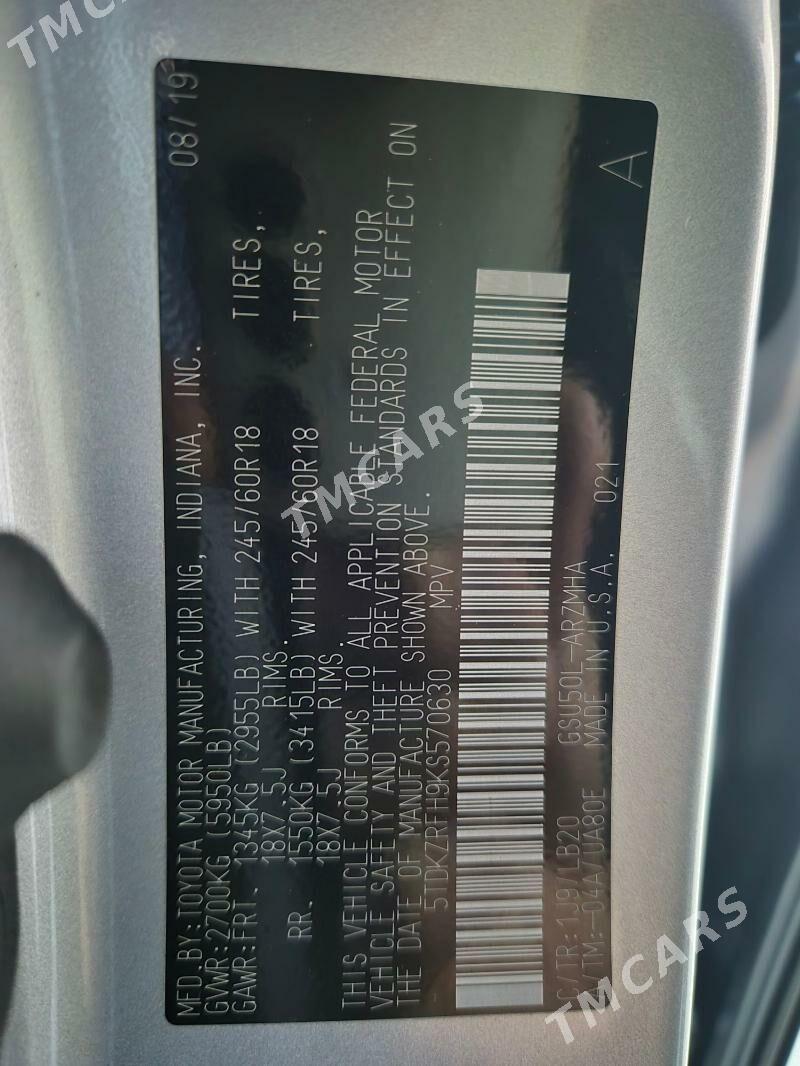 MFD.BY:TOYOTA MOTOR MANUFACTURING, INDIANA, INC. 08/19
GVWR:2700KG (5950LB)
GAWR:FRT. 1345KG (2955LB) WITH 245/60R18 TIRES,
18X7.5J RIMS.
RR. 1550KG (3415LB) WITH 245/60R18 TIRES,
18X7.5J RIMS.
THIS VEHICLE CONFORMS TO ALL APPLICABLE FEDERAL MOTOR
VEHICLE SAFETY AND THEFT PREVENTION STANDARDS IN EFFECT ON
THE DATE OF MANUFACTURE SHOWN ABOVE.
5TDKZRFH9KS570630 MPV
C/TR:1J9/LB20 GSU50L-ARZMHA
A/TM:-04A/UA80E MADE IN U.S.A. 021 A
TMCARS
TMCARS
TMCARS